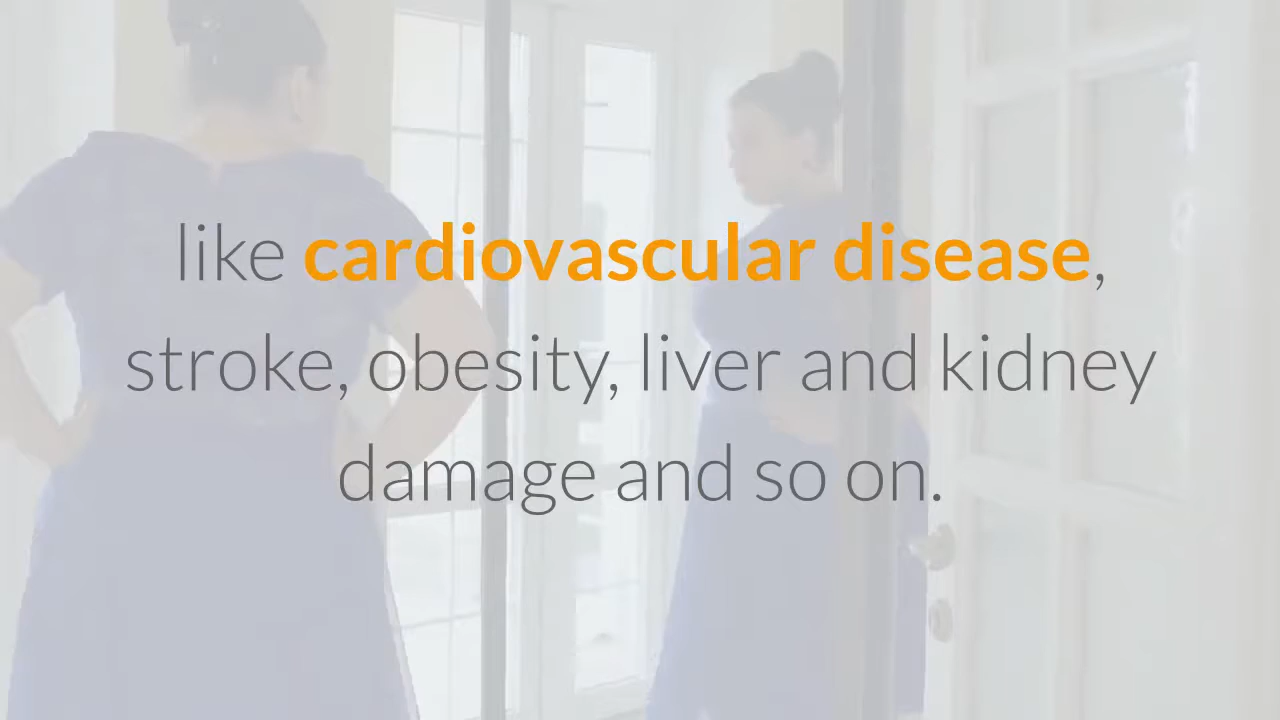 like cardiovascular disease,
stroke, obesity, liver and kidney
damage and so on.